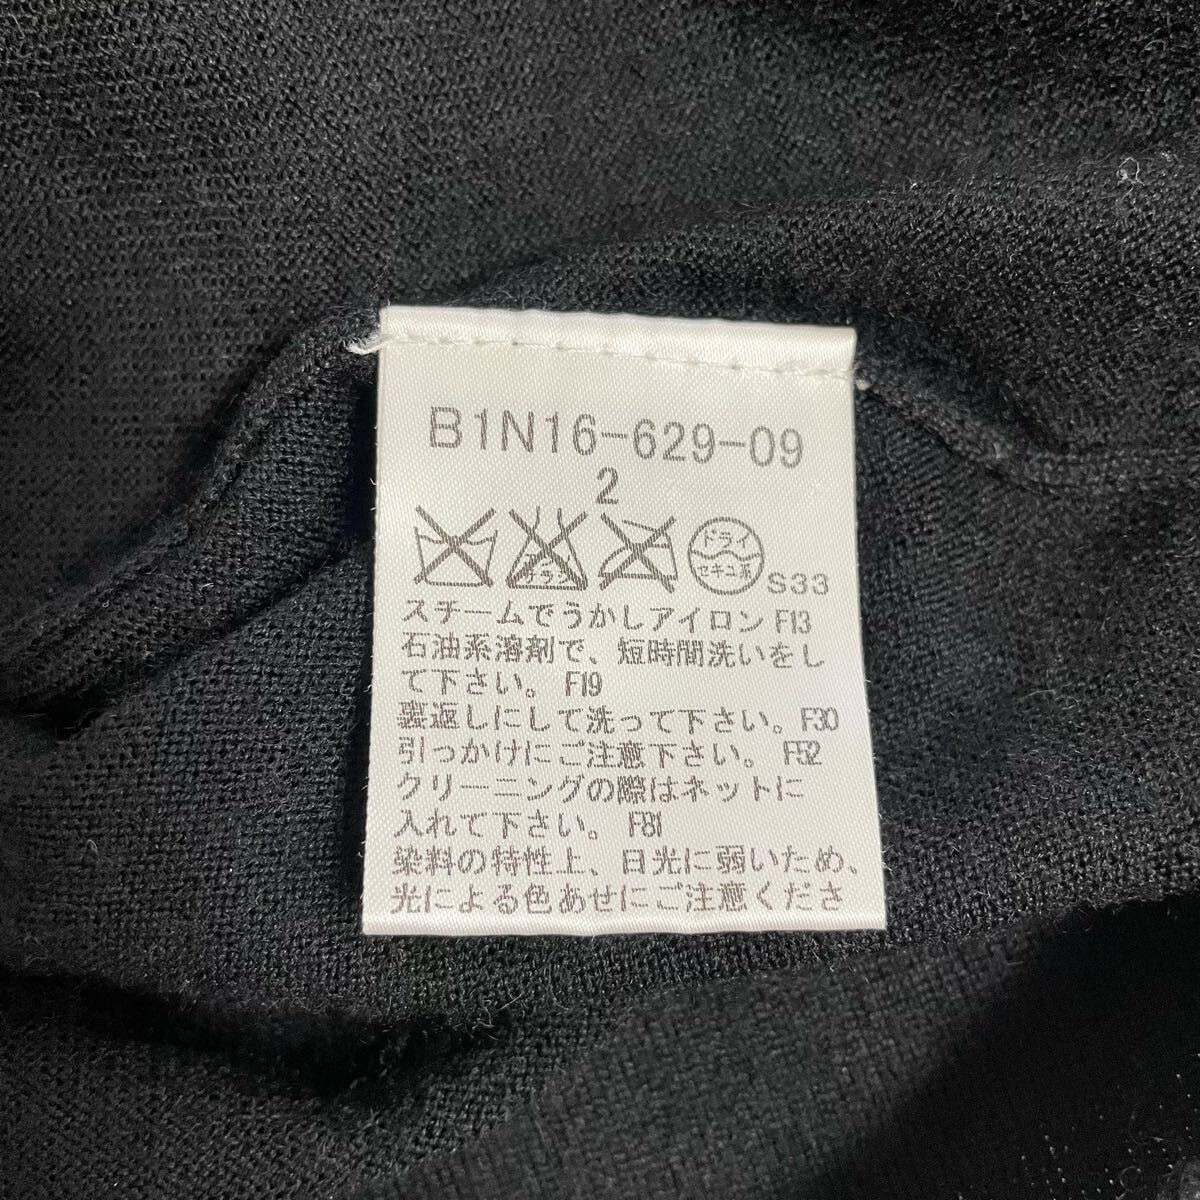 B1N16-629-09
2
サラシ
ドライ
セキユ系
S33
スチームでうかしアイロン F13
石油系溶剤で、短時間洗いをし
て下さい。 F19
裏返しにして洗って下さい。F30
引っかけにご注意下さい。 F52
クリーニングの際はネットに
入れて下さい。 F81
染料の特性上、日光に弱いため、
光による色あせにご注意くださ